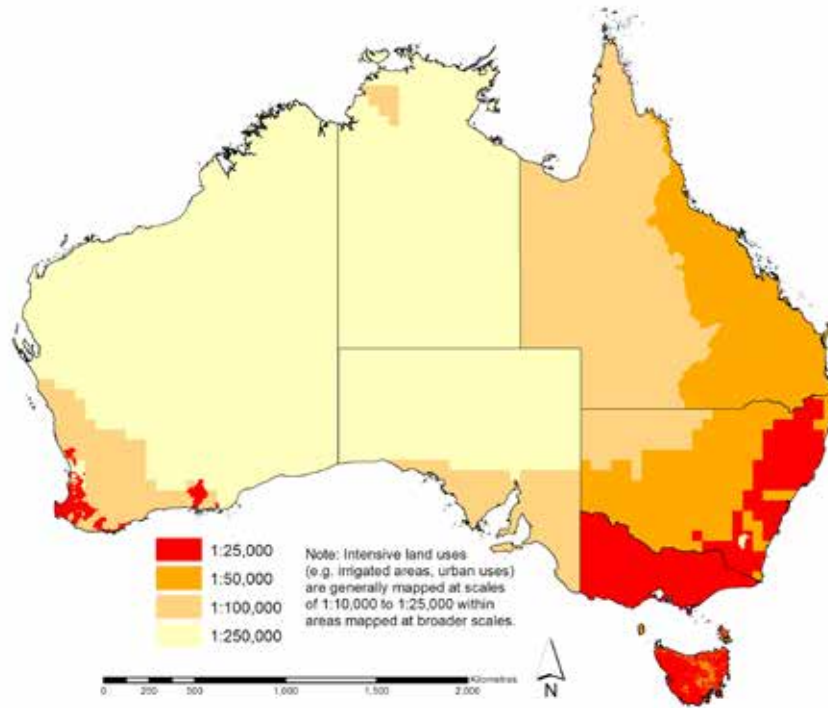 1:25,000
1:50,000
1:100,000
1:250,000
Note: Intensive land uses
(e.g. irrigated areas, urban uses)
are generally mapped at scales
of 1:10,000 to 1:25,000 within
areas mapped at broader scales.
Kilometres
0 250 500 1,000 1,500 2,000
N